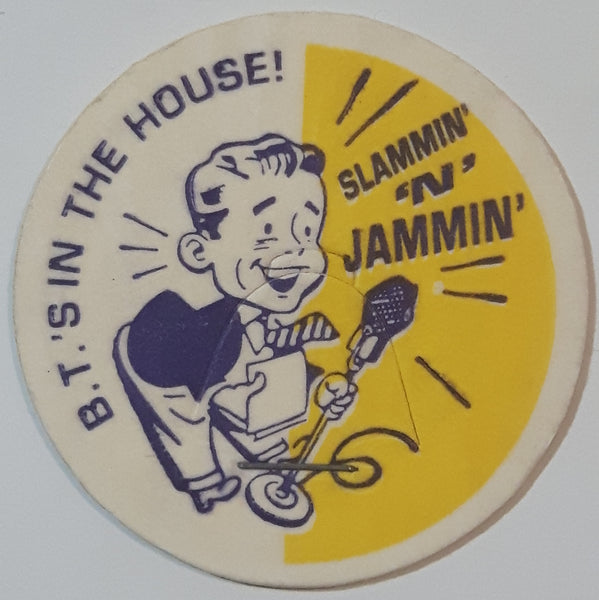 B.T.'S IN THE HOUSE!
SLAMMIN'
'N'
JAMMIN'